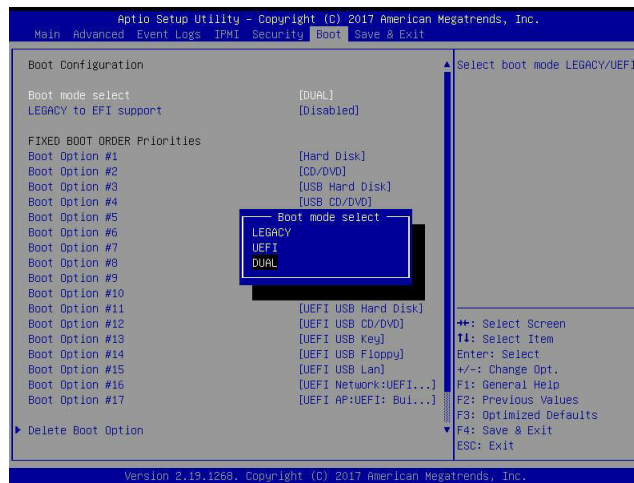 Aptio Setup Utility – Copyright (C) 2017 American Megatrends, Inc.
Main Advanced Event Logs IPMI Security Boot Save & Exit
Boot Configuration
Boot mode select [DUAL]
LEGACY to EFI support [Disabled]
FIXED BOOT ORDER Priorities
Boot Option #1 [Hard Disk]
Boot Option #2 [CD/DVD]
Boot Option #3 [USB Hard Disk]
Boot Option #4 [USB CD/DVD]
Boot Option #5
Boot Option #6
Boot Option #7
Boot Option #8
Boot Option #9
Boot Option #10
Boot Option #11 [UEFI USB Hard Disk]
Boot Option #12 [UEFI USB CD/DVD]
Boot Option #13 [UEFI USB Key]
Boot Option #14 [UEFI USB Floppy]
Boot Option #15 [UEFI USB Lan]
Boot Option #16 [UEFI Network:UEFI...]
Boot Option #17 [UEFI AP:UEFI: Bui...]
Delete Boot Option
Boot mode select
LEGACY
UEFI
DUAL
Select boot mode LEGACY/UEFI
→←: Select Screen
↑↓: Select Item
Enter: Select
+/-: Change Opt.
F1: General Help
F2: Previous Values
F3: Optimized Defaults
F4: Save & Exit
ESC: Exit
Version 2.19.1268. Copyright (C) 2017 American Megatrends, Inc.